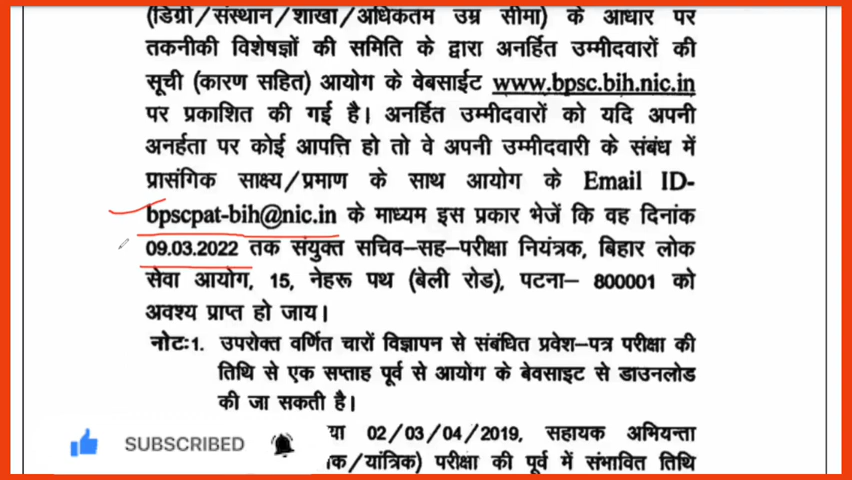 (डिग्री/संस्थान/शाखा/अधिकतम उम्र सीमा) के आधार पर
तकनीकी विशेषज्ञों की समिति के द्वारा अनर्हित उम्मीदवारों की
सूची (कारण सहित) आयोग के वेबसाईट www.bpsc.bih.nic.in
पर प्रकाशित की गई है। अनर्हित उम्मीदवारों को यदि अपनी
अनर्हता पर कोई आपत्ति हो तो वे अपनी उम्मीदवारी के संबंध में
प्रासंगिक साक्ष्य/प्रमाण के साथ आयोग के Email ID-
bpscpat-bih@nic.in के माध्यम इस प्रकार भेजें कि वह दिनांक
09.03.2022 तक संयुक्त सचिव-सह-परीक्षा नियंत्रक, बिहार लोक
सेवा आयोग, 15, नेहरू पथ (बेली रोड), पटना- 800001 को
अवश्य प्राप्त हो जाय।
नोटः1. उपरोक्त वर्णित चारों विज्ञापन से संबंधित प्रवेश-पत्र परीक्षा की
तिथि से एक सप्ताह पूर्व से आयोग के बेवसाइट से डाउनलोड
की जा सकती है।
या 02/03/04/2019, सहायक अभियन्ता
SUBSCRIBED
क/यांत्रिक) परीक्षा की पूर्व में संभावित तिथि